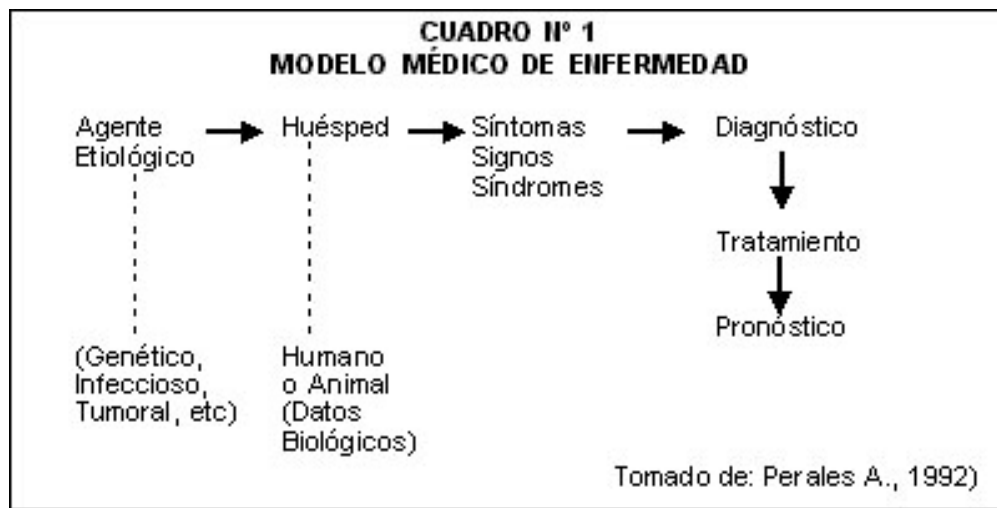 CUADRO Nº 1
MODELO MÉDICO DE ENFERMEDAD
Agente
Etiológico
Huésped
Síntomas
Signos
Síndromes
Diagnóstico
Tratamiento
Pronóstico
(Genético,
Infeccioso,
Tumoral, etc)
Humano
o Animal
(Datos
Biológicos)
Tomado de: Perales A., 1992)